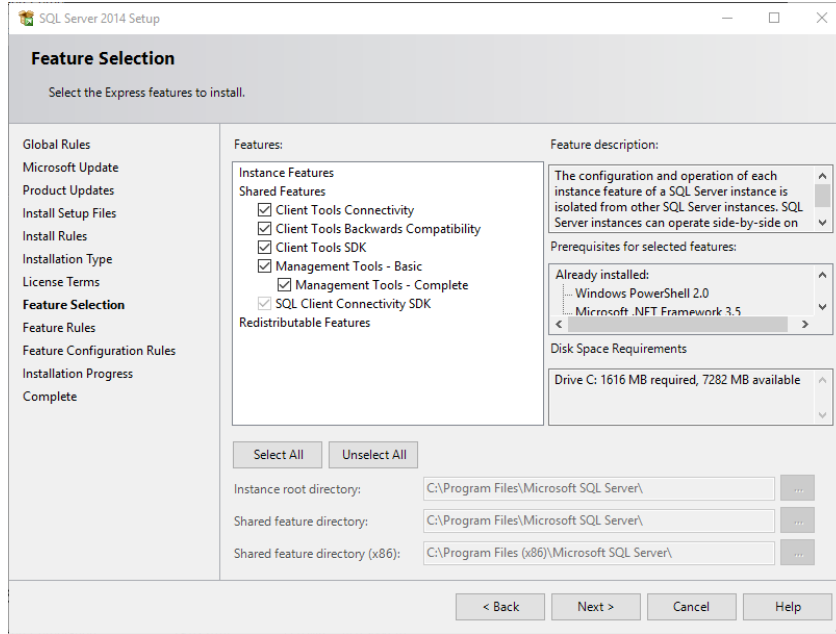 SQL Server 2014 Setup
Feature Selection
Select the Express features to install.
Global Rules
Microsoft Update
Product Updates
Install Setup Files
Install Rules
Installation Type
License Terms
Feature Selection
Feature Rules
Feature Configuration Rules
Installation Progress
Complete
Features:
Instance Features
Shared Features
Client Tools Connectivity
Client Tools Backwards Compatibility
Client Tools SDK
Management Tools - Basic
Management Tools - Complete
SQL Client Connectivity SDK
Redistributable Features
Feature description:
The configuration and operation of each
instance feature of a SQL Server instance is
isolated from other SQL Server instances. SQL
Server instances can operate side-by-side on
Prerequisites for selected features:
Already installed:
Windows PowerShell 2.0
Microsoft .NET Framework 3.5
Disk Space Requirements
Drive C: 1616 MB required, 7282 MB available
Select All
Unselect All
Instance root directory:
C:\Program Files\Microsoft SQL Server\
...
Shared feature directory:
C:\Program Files\Microsoft SQL Server\
...
Shared feature directory (x86):
C:\Program Files (x86)\Microsoft SQL Server\
...
< Back
Next >
Cancel
Help